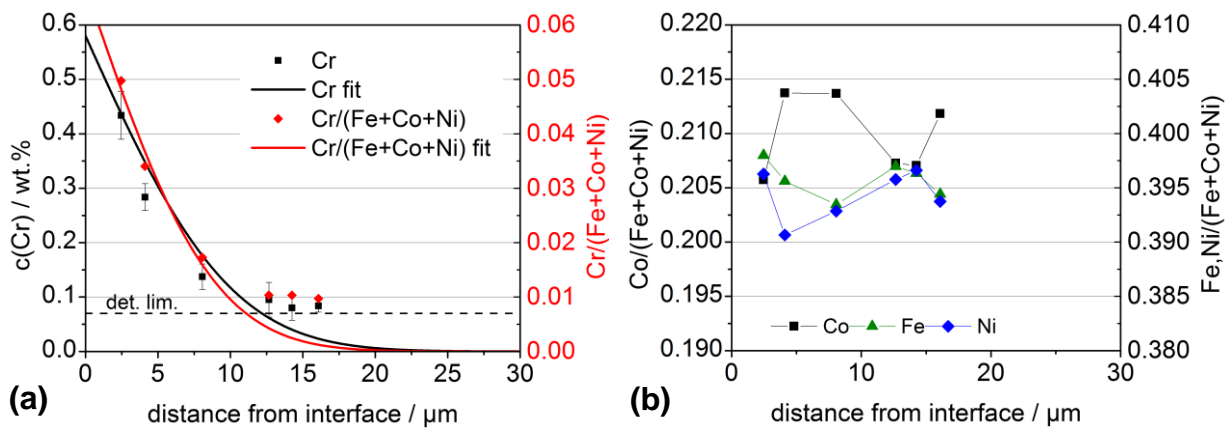 0.6
0.5
0.4
0.3
0.2
0.1
0.0
c(Cr) / wt.%
Cr
Cr fit
Cr/(Fe+Co+Ni)
Cr/(Fe+Co+Ni) fit
det. lim.
0.06
0.05
0.04
0.03
0.02
0.01
0.00
Cr/(Fe+Co+Ni)
0 5 10 15 20 25 30
distance from interface / µm
(a)
0.220
0.215
0.210
0.205
0.200
0.195
0.190
Co/(Fe+Co+Ni)
Co Fe Ni
0.410
0.405
0.400
0.395
0.390
0.385
0.380
Fe,Ni/(Fe+Co+Ni)
0 10 20 30
distance from interface / µm
(b)